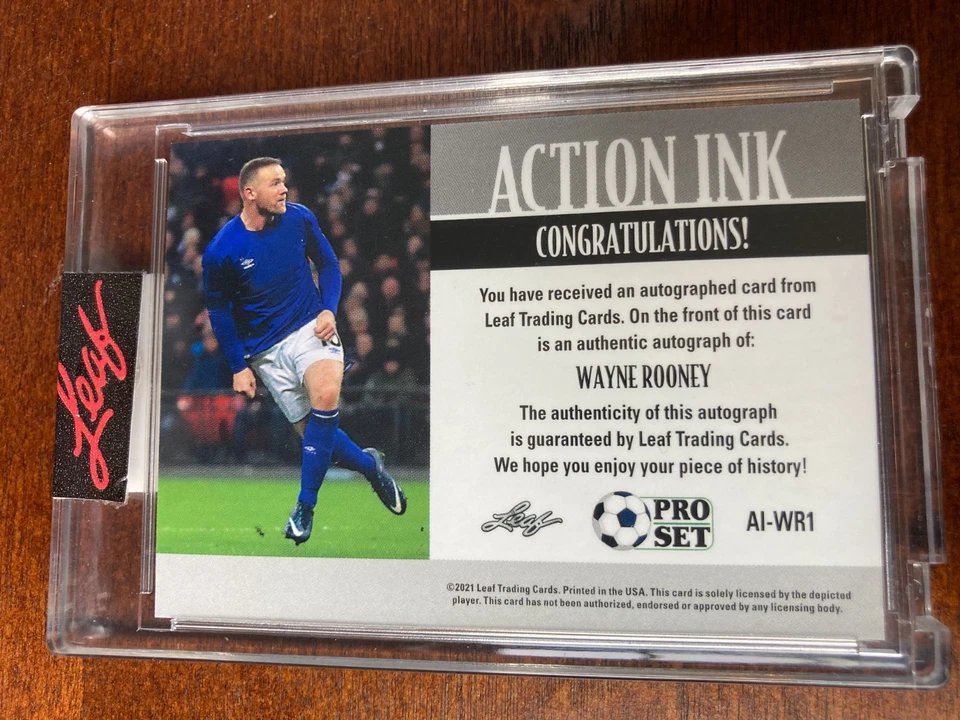 ACTION INK
CONGRATULATIONS!
You have received an autographed card from
Leaf Trading Cards. On the front of this card
is an authentic autograph of:
WAYNE ROONEY
The authenticity of this autograph
is guaranteed by Leaf Trading Cards.
We hope you enjoy your piece of history!
Leaf
PRO
SET
AI-WR1
©2021 Leaf Trading Cards. Printed in the USA. This card is solely licensed by the depicted
player. This card has not been authorized, endorsed or approved by any licensing body.
Leaf